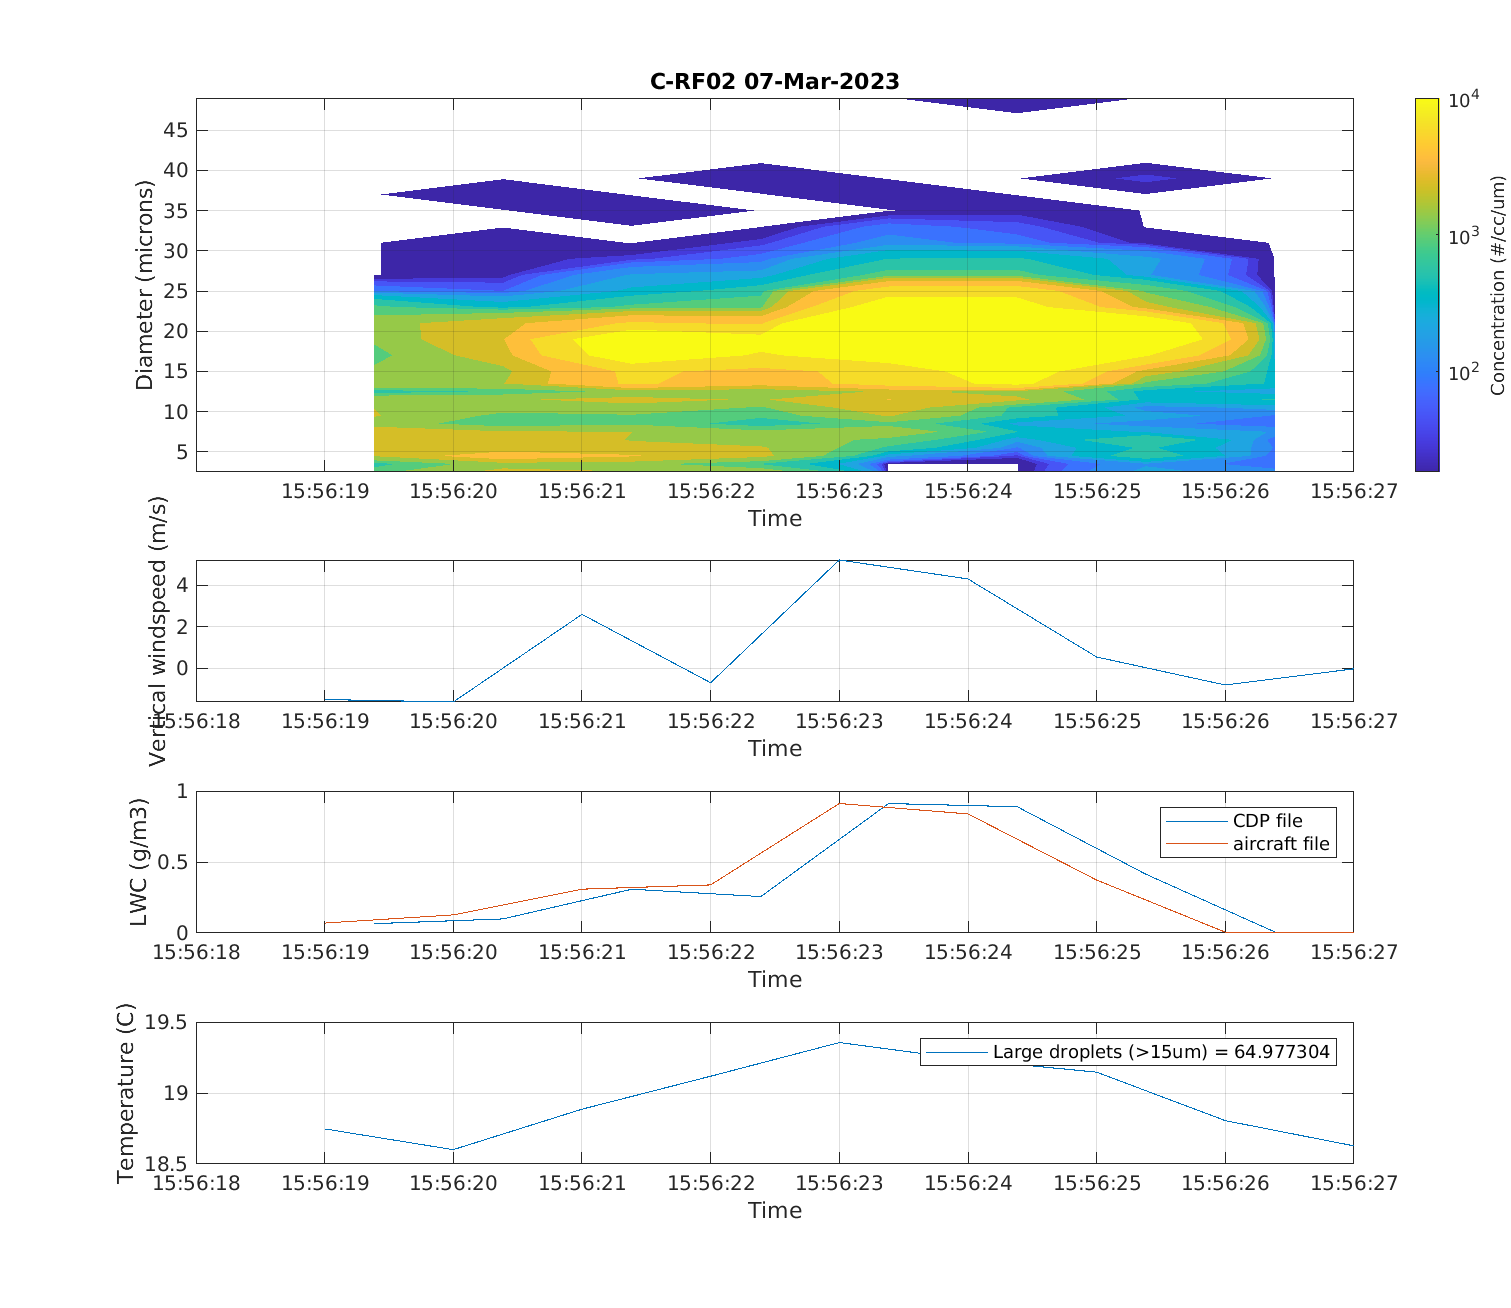 C-RF02 07-Mar-2023
Diameter (microns)
45
40
35
30
25
20
15
10
5
15:56:19 15:56:20 15:56:21 15:56:22 15:56:23 15:56:24 15:56:25 15:56:26 15:56:27
Time
10^4
10^3
10^2
Concentration (#/cc/um)
Vertical windspeed (m/s)
4
2
0
15:56:18 15:56:19 15:56:20 15:56:21 15:56:22 15:56:23 15:56:24 15:56:25 15:56:26 15:56:27
Time
LWC (g/m3)
1
0.5
0
CDP file
aircraft file
15:56:18 15:56:19 15:56:20 15:56:21 15:56:22 15:56:23 15:56:24 15:56:25 15:56:26 15:56:27
Time
Temperature (C)
19.5
19
18.5
Large droplets (>15um) = 64.977304
15:56:18 15:56:19 15:56:20 15:56:21 15:56:22 15:56:23 15:56:24 15:56:25 15:56:26 15:56:27
Time